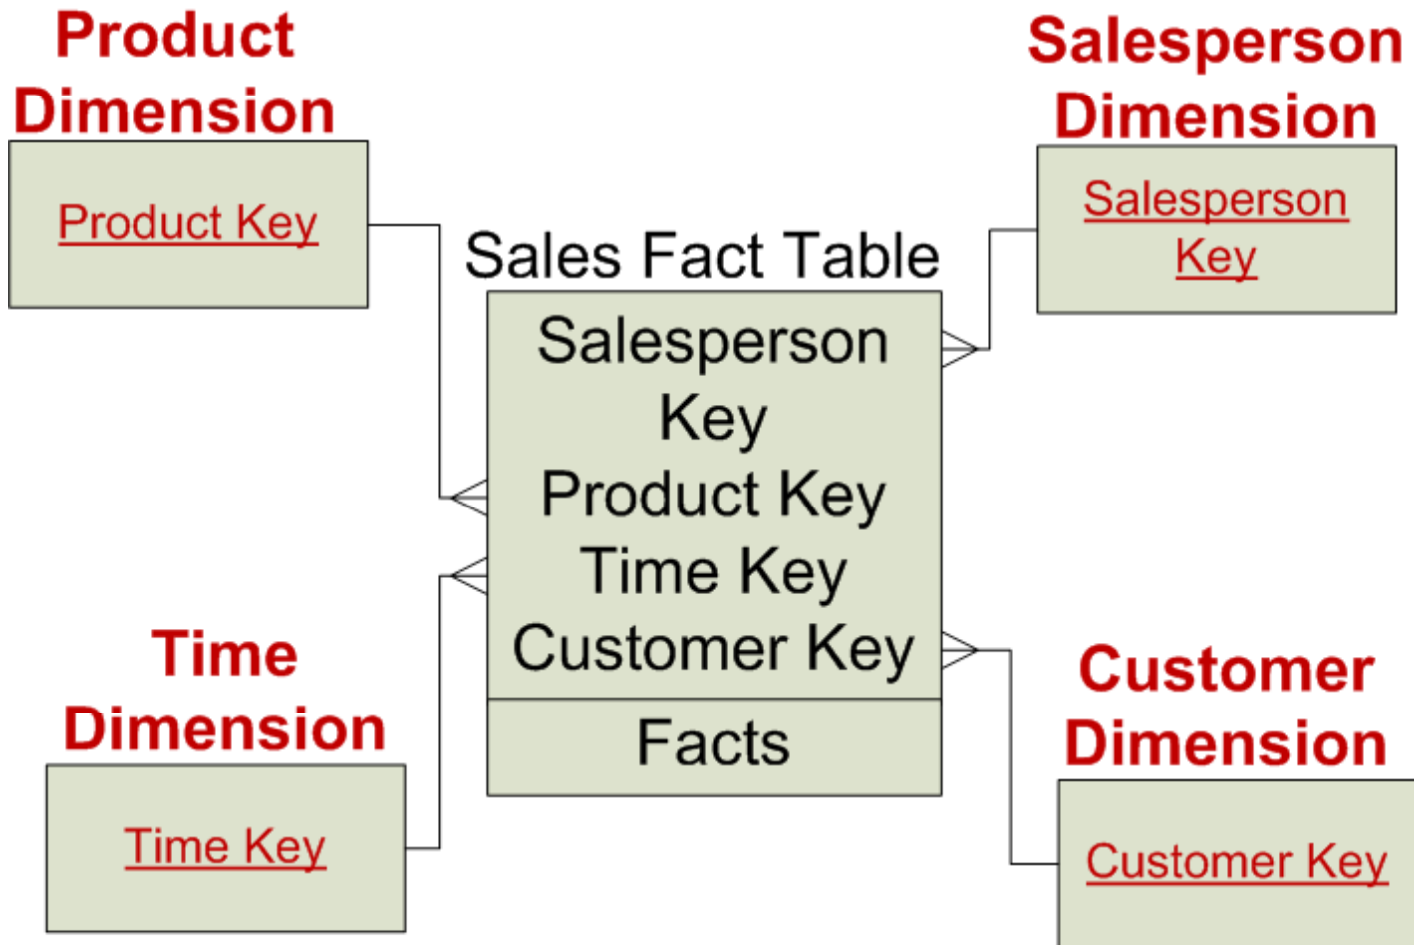 Product
Dimension
Product Key
Salesperson
Dimension
Salesperson
Key
Sales Fact Table
Salesperson
Key
Product Key
Time Key
Customer Key
Facts
Time
Dimension
Time Key
Customer
Dimension
Customer Key